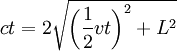 ct = 2\sqrt{\left(\frac{1}{2}vt\right)^2 + L^2}